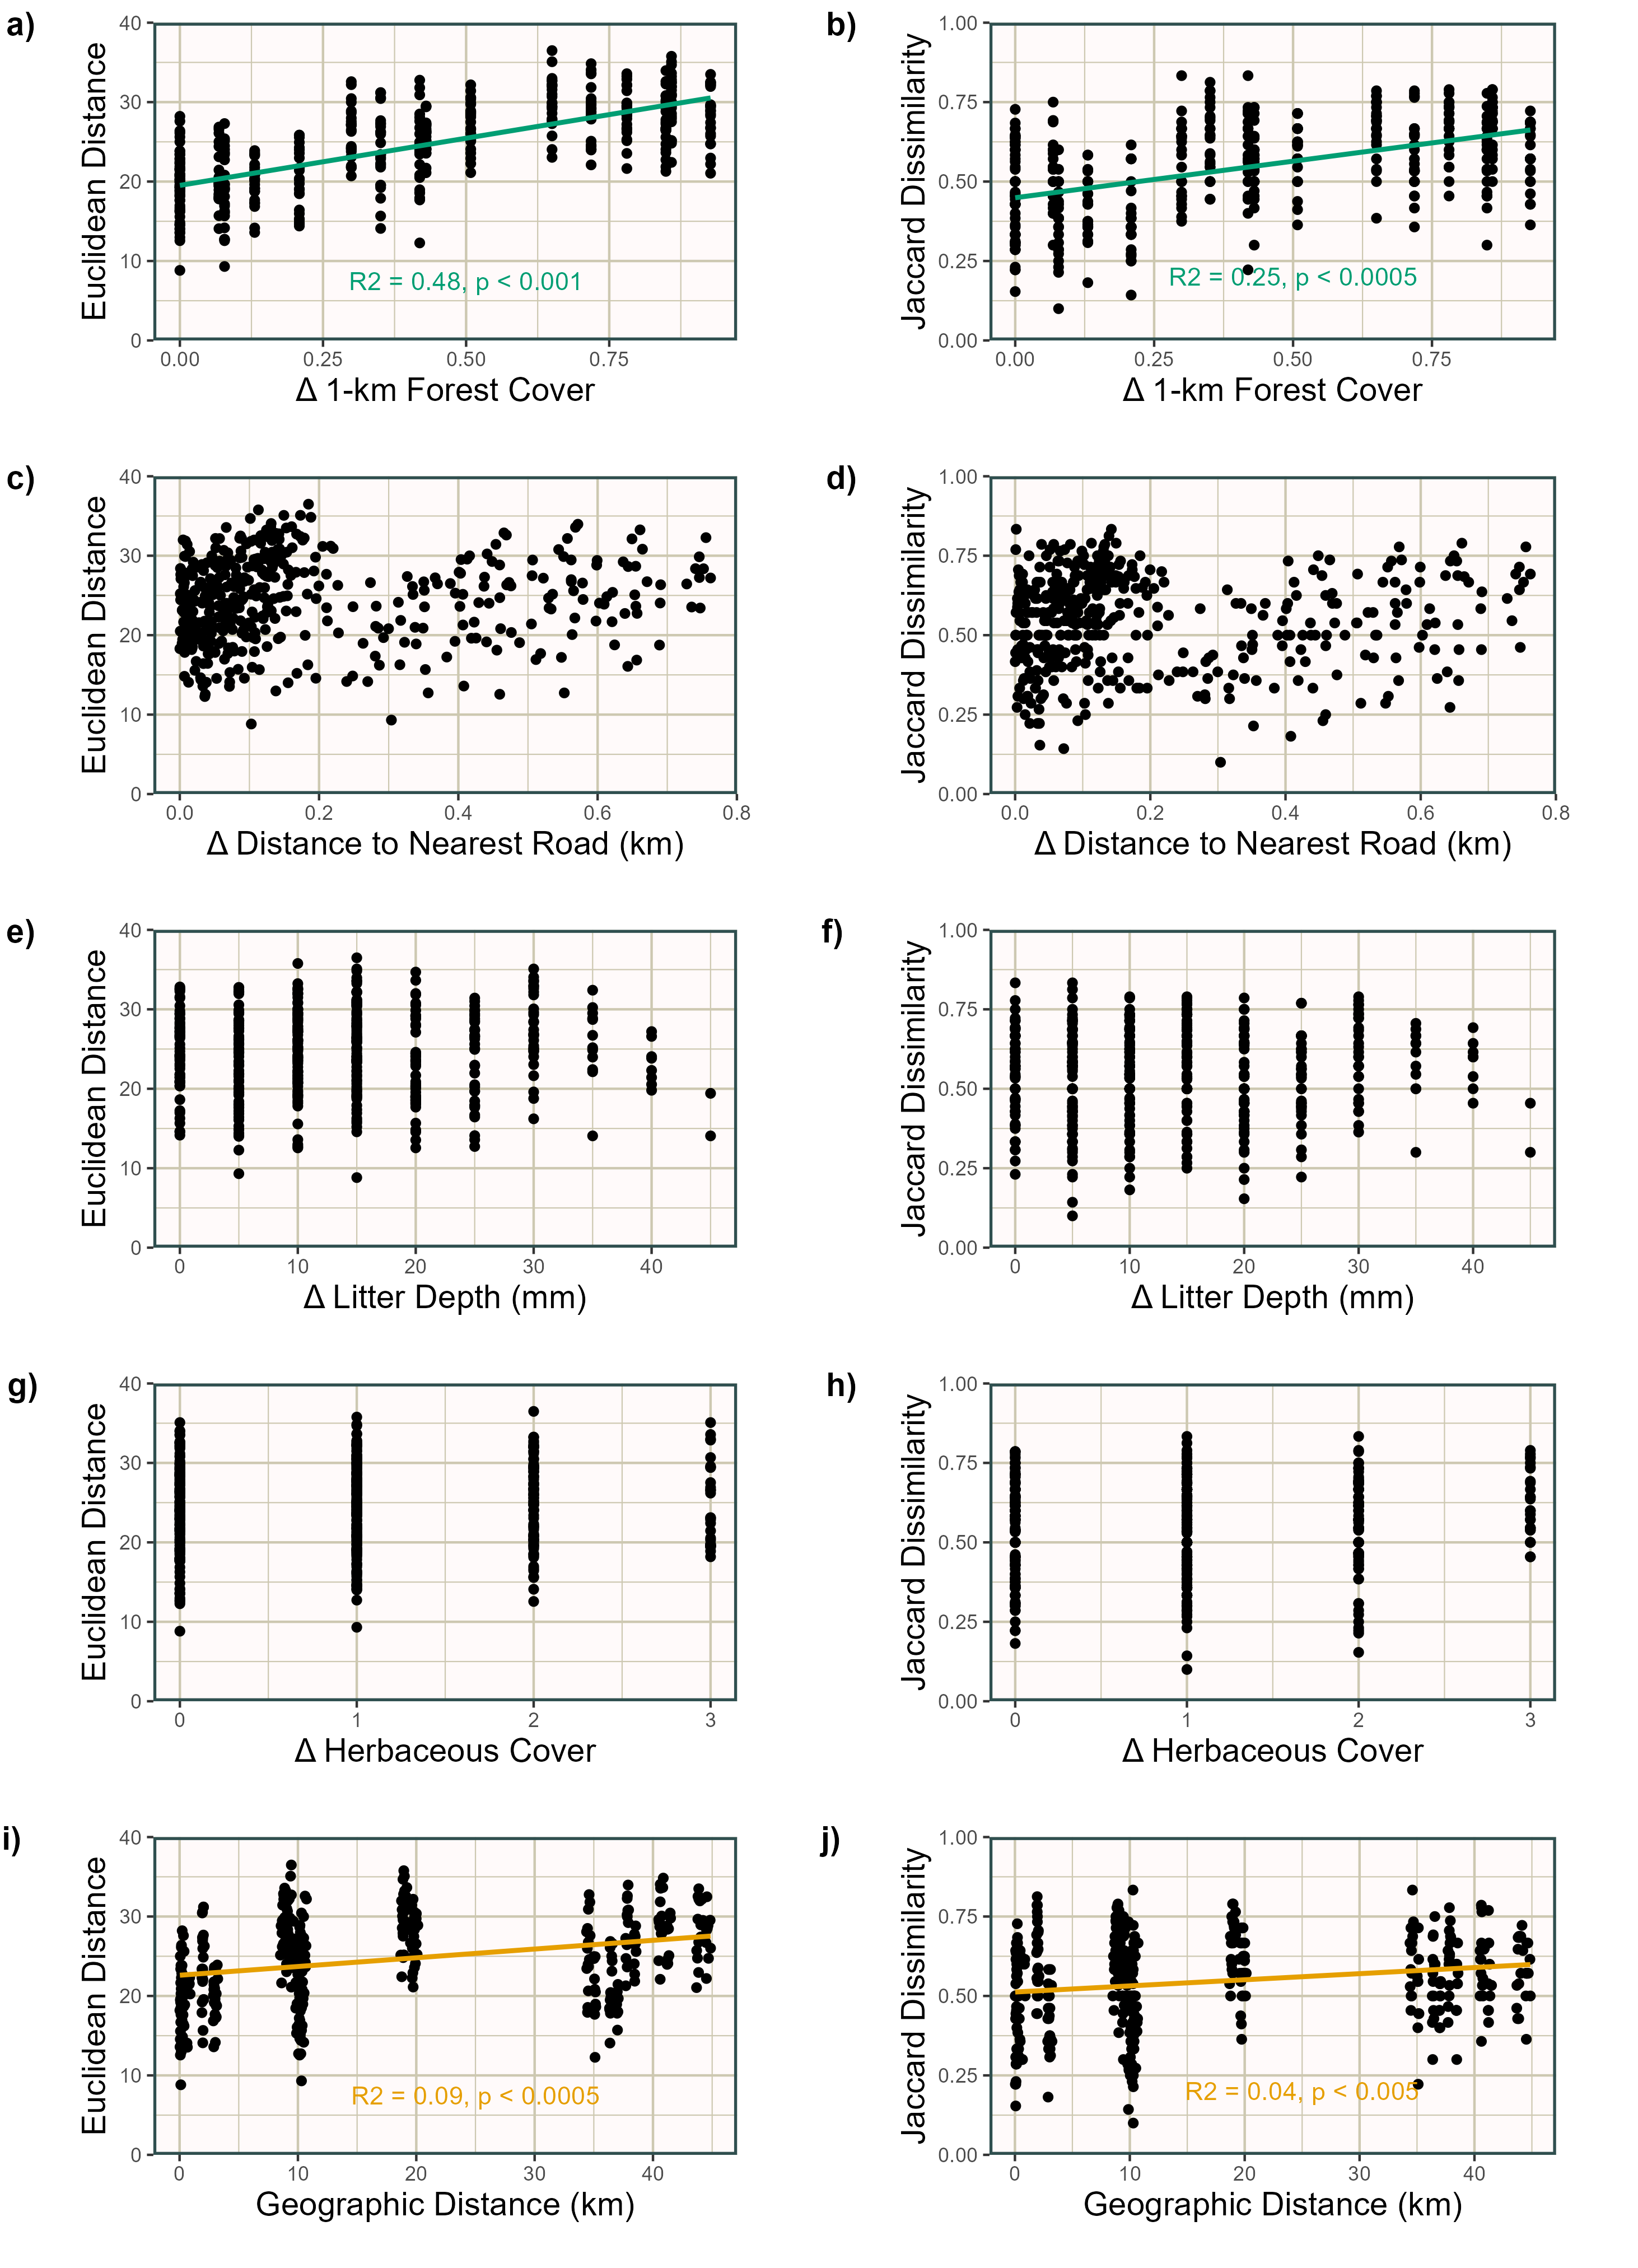 a)
Euclidean Distance
40
30
20
10
0
R2 = 0.48, p < 0.001
0.00 0.25 0.50 0.75
Δ 1-km Forest Cover
b)
Jaccard Dissimilarity
1.00
0.75
0.50
0.25
0.00
R2 = 0.25, p < 0.0005
0.00 0.25 0.50 0.75
Δ 1-km Forest Cover
c)
Euclidean Distance
40
30
20
10
0
0.0 0.2 0.4 0.6 0.8
Δ Distance to Nearest Road (km)
d)
Jaccard Dissimilarity
1.00
0.75
0.50
0.25
0.00
0.0 0.2 0.4 0.6 0.8
Δ Distance to Nearest Road (km)
e)
Euclidean Distance
40
30
20
10
0
0 10 20 30 40
Δ Litter Depth (mm)
f)
Jaccard Dissimilarity
1.00
0.75
0.50
0.25
0.00
0 10 20 30 40
Δ Litter Depth (mm)
g)
Euclidean Distance
40
30
20
10
0
0 1 2 3
Δ Herbaceous Cover
h)
Jaccard Dissimilarity
1.00
0.75
0.50
0.25
0.00
0 1 2 3
Δ Herbaceous Cover
i)
Euclidean Distance
40
30
20
10
0
R2 = 0.09, p < 0.0005
0 10 20 30 40
Geographic Distance (km)
j)
Jaccard Dissimilarity
1.00
0.75
0.50
0.25
0.00
R2 = 0.04, p < 0.005
0 10 20 30 40
Geographic Distance (km)